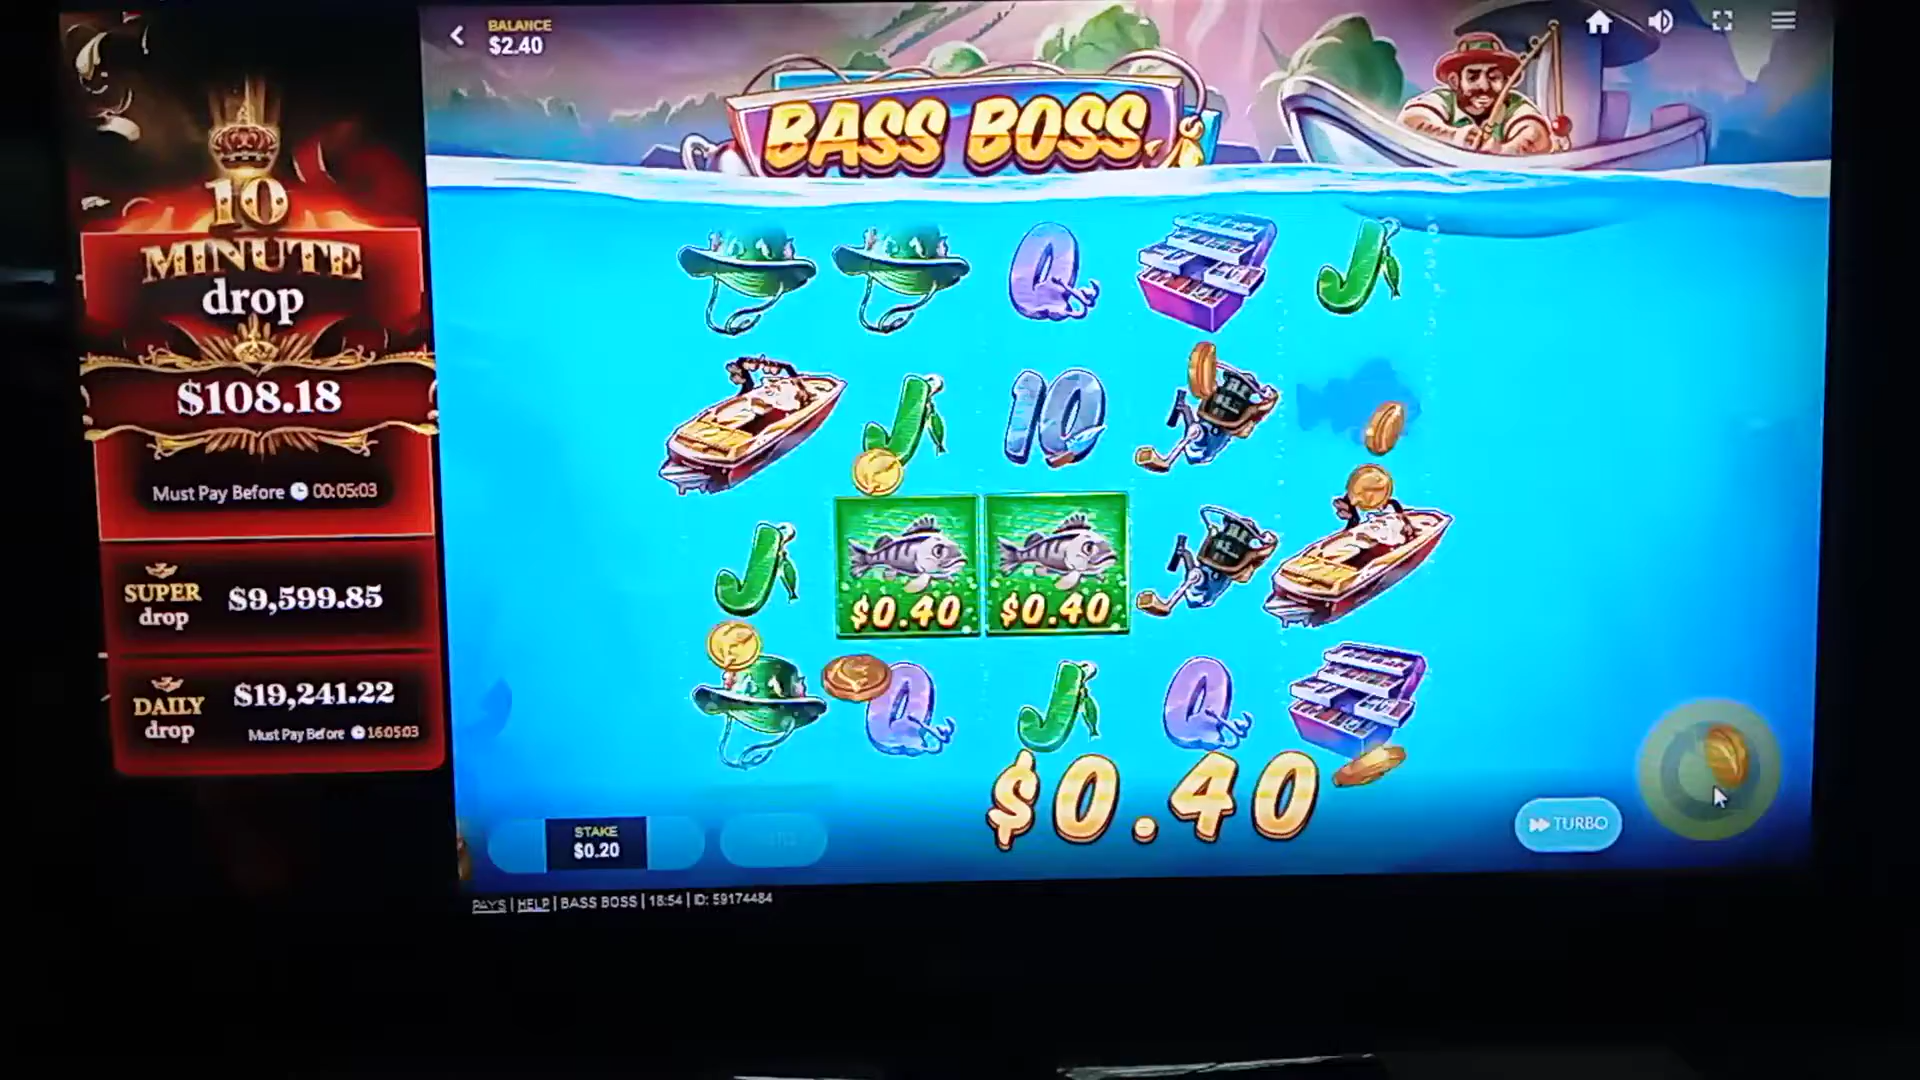 BALANCE
$2.40
BASS BOSS
10
MINUTE
drop
$108.18
Must Pay Before 00:05:03
SUPER
drop
$9,599.85
DAILY
drop
$19,241.22
Must Pay Before 16:05:03
Q
J
J
10
J
$0.40
$0.40
Q
J
Q
$0.40
STAKE
$0.20
TURBO
PAYS | HELP | BASS BOSS | 18:54 | ID: 59174484